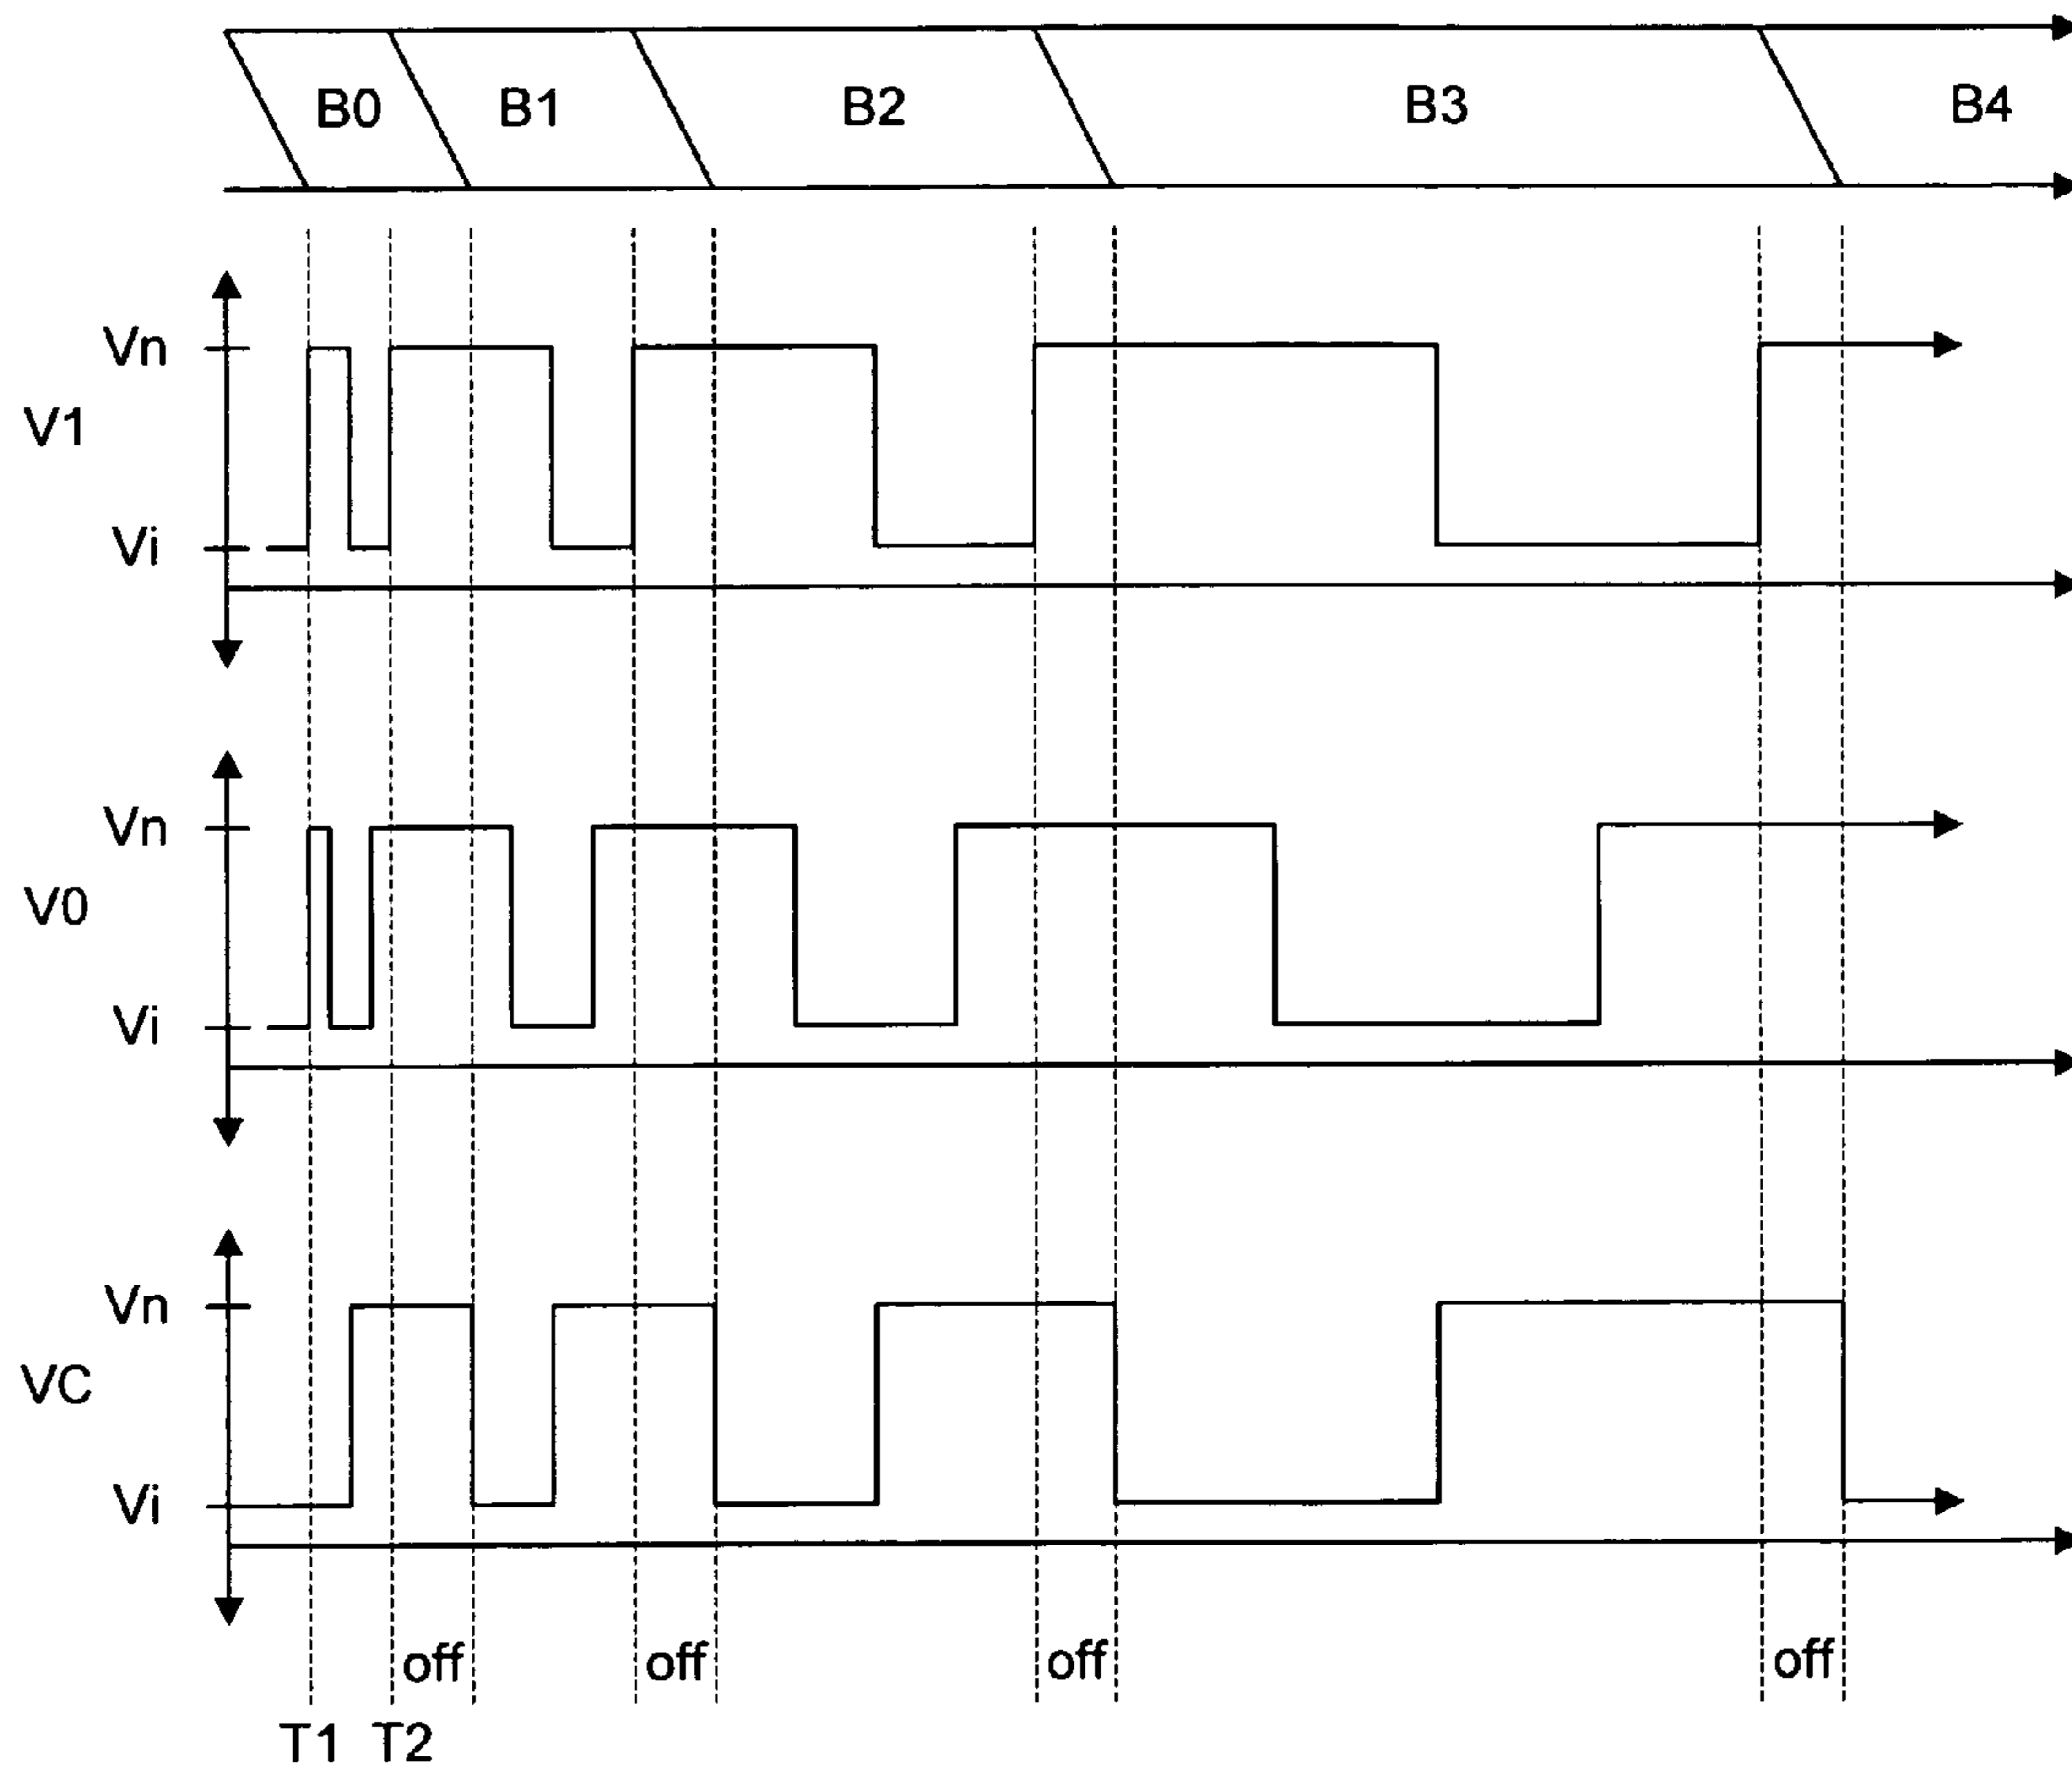 B0 B1 B2 B3 B4
Vn
V1
Vi
Vn
V0
Vi
Vn
VC
Vi
off off off off
T1 T2